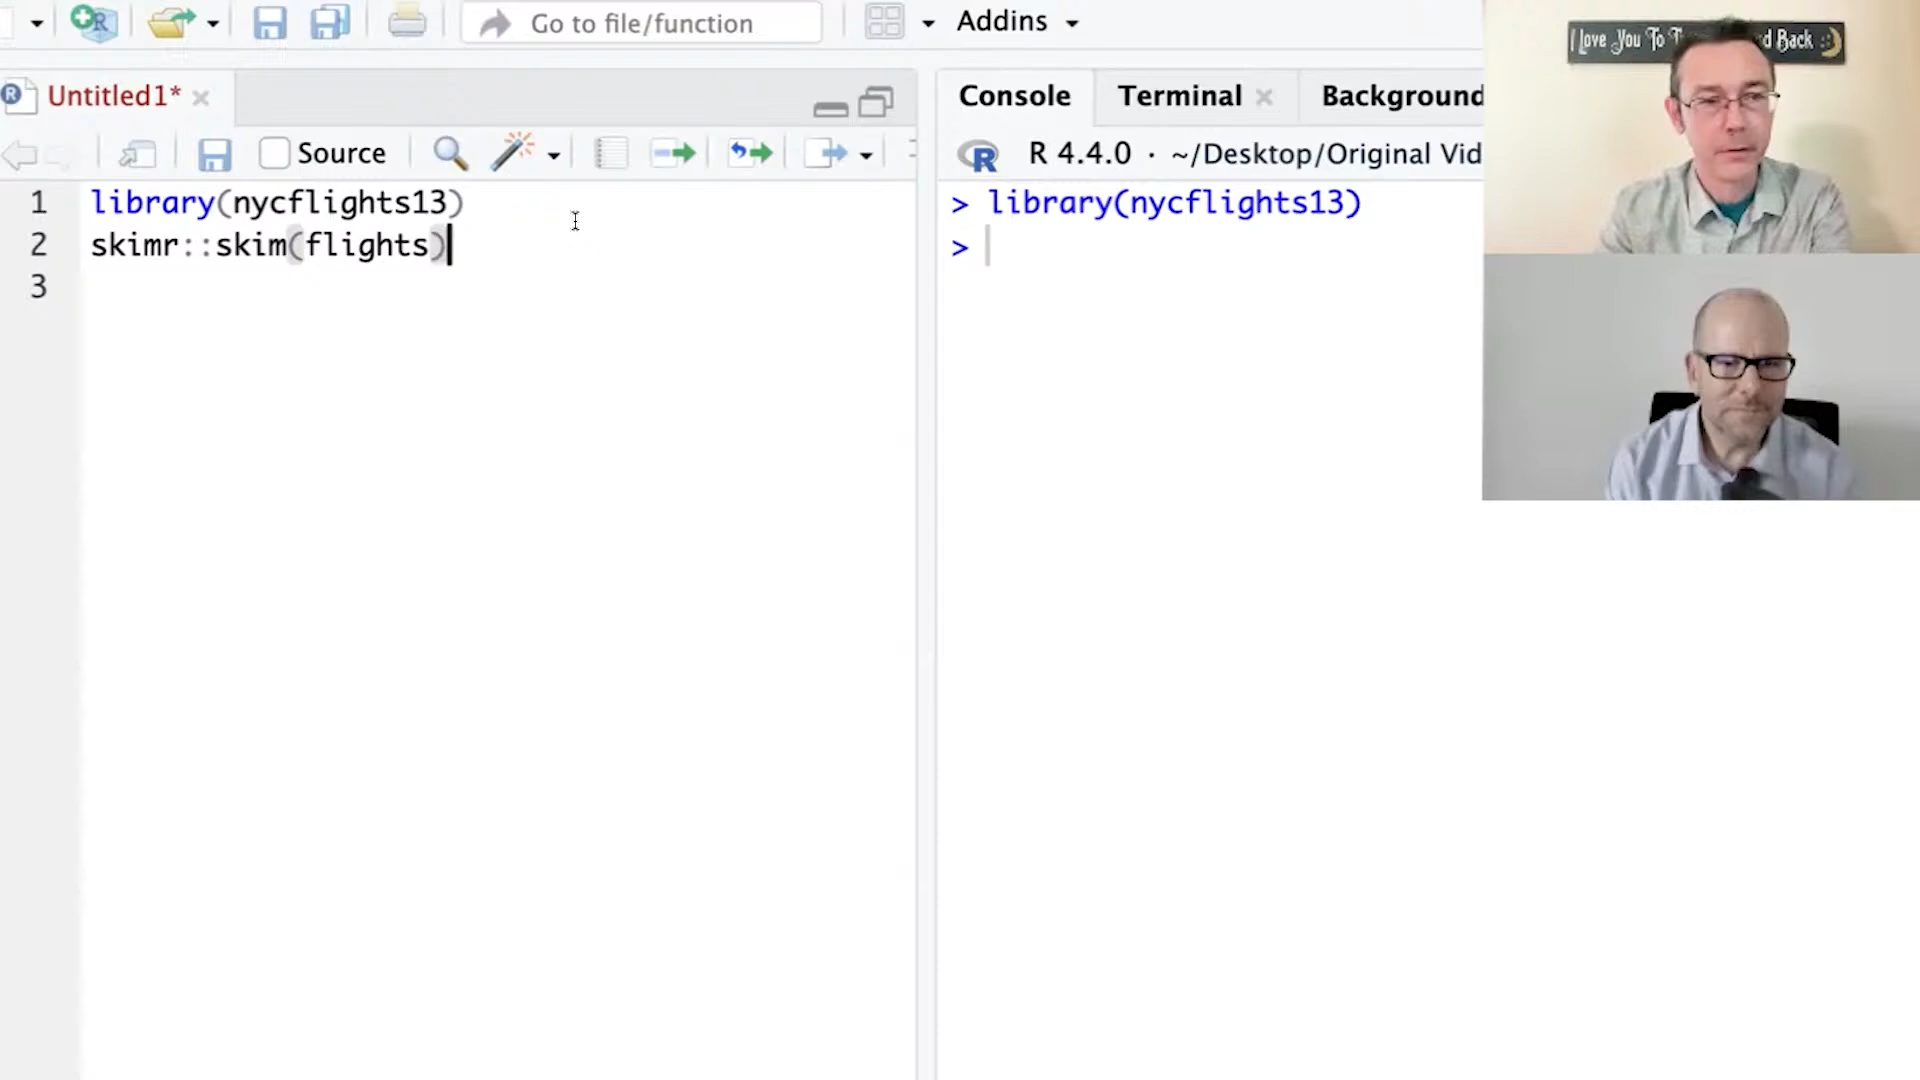 Go to file/function
Addins
I Love You To T d Back
Untitled1*
Source
1 library(nycflights13)
2 skimr::skim(flights)
3
Console
Terminal
Background
R 4.4.0 · ~/Desktop/Original Vid
> library(nycflights13)
>